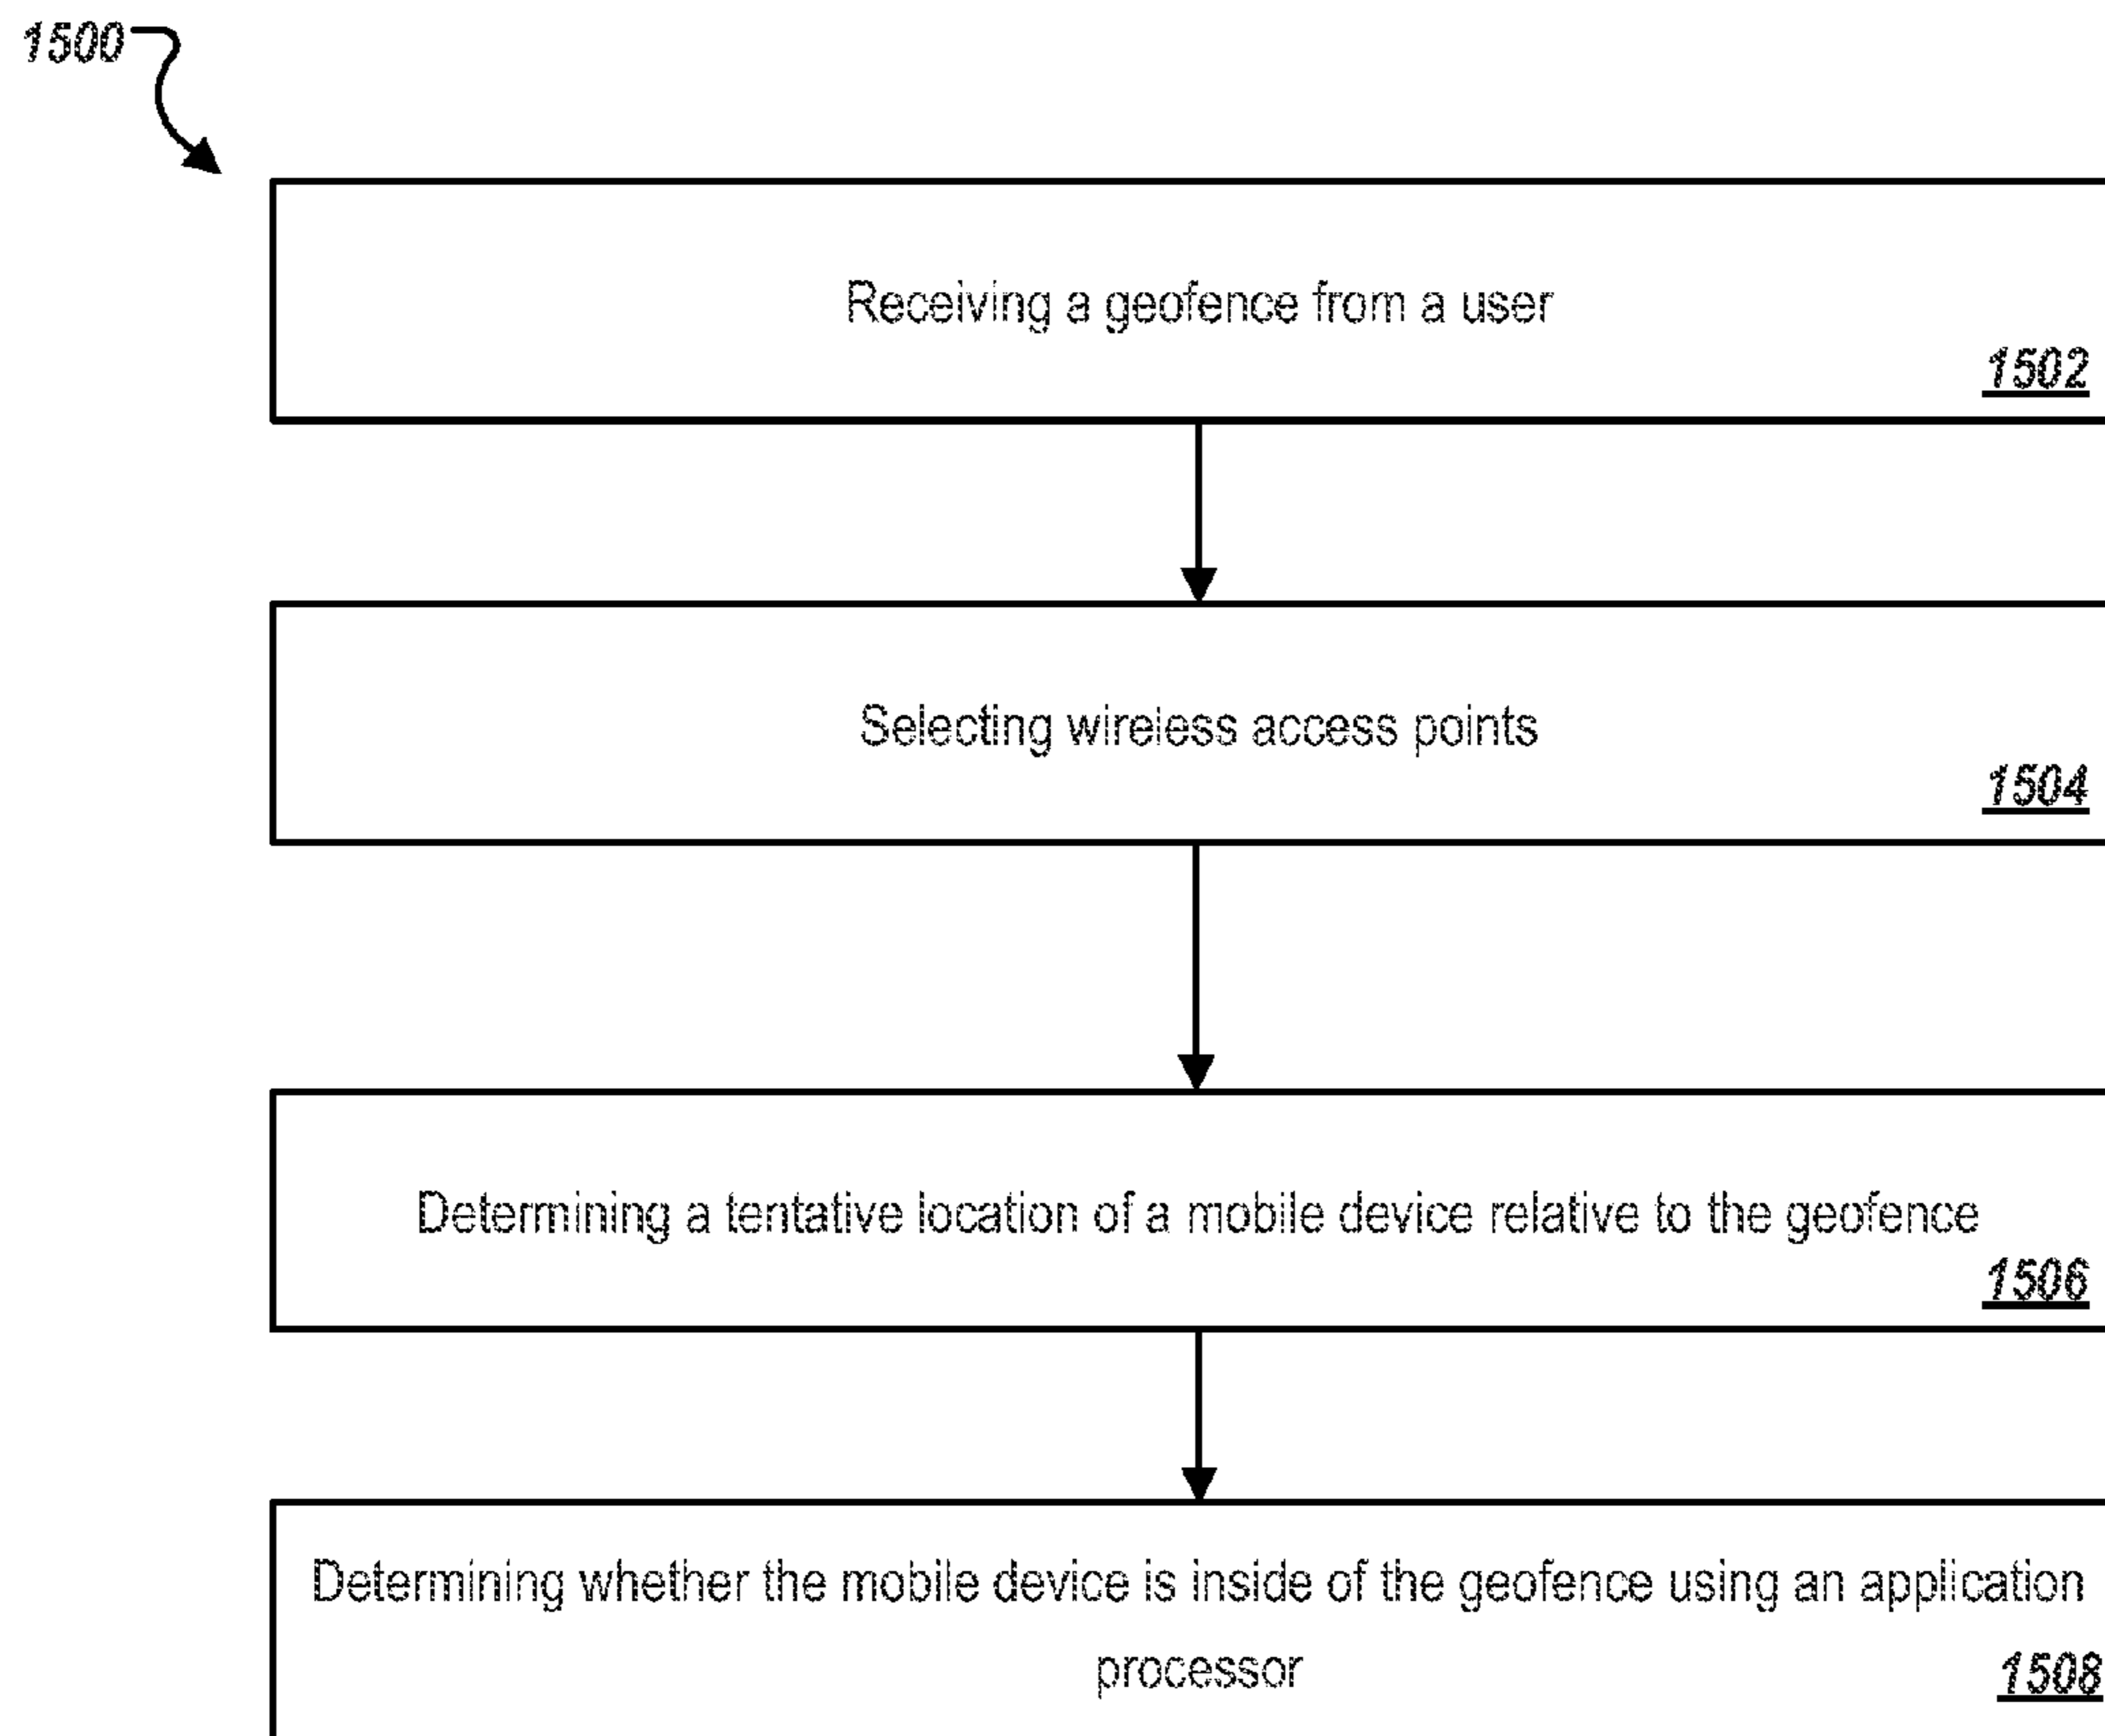 1500
Receiving a geofence from a user
1502
Selecting wireless access points
1504
Determining a tentative location of a mobile device relative to the geofence
1506
Determining whether the mobile device is inside of the geofence using an application
processor
1508